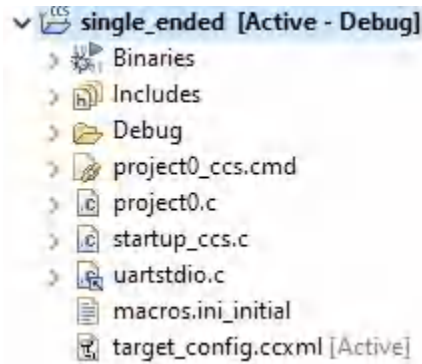 single_ended [Active - Debug]
Binaries
Includes
Debug
project0_ccs.cmd
project0.c
startup_ccs.c
uartstdio.c
macros.ini_initial
target_config.ccxml [Active]